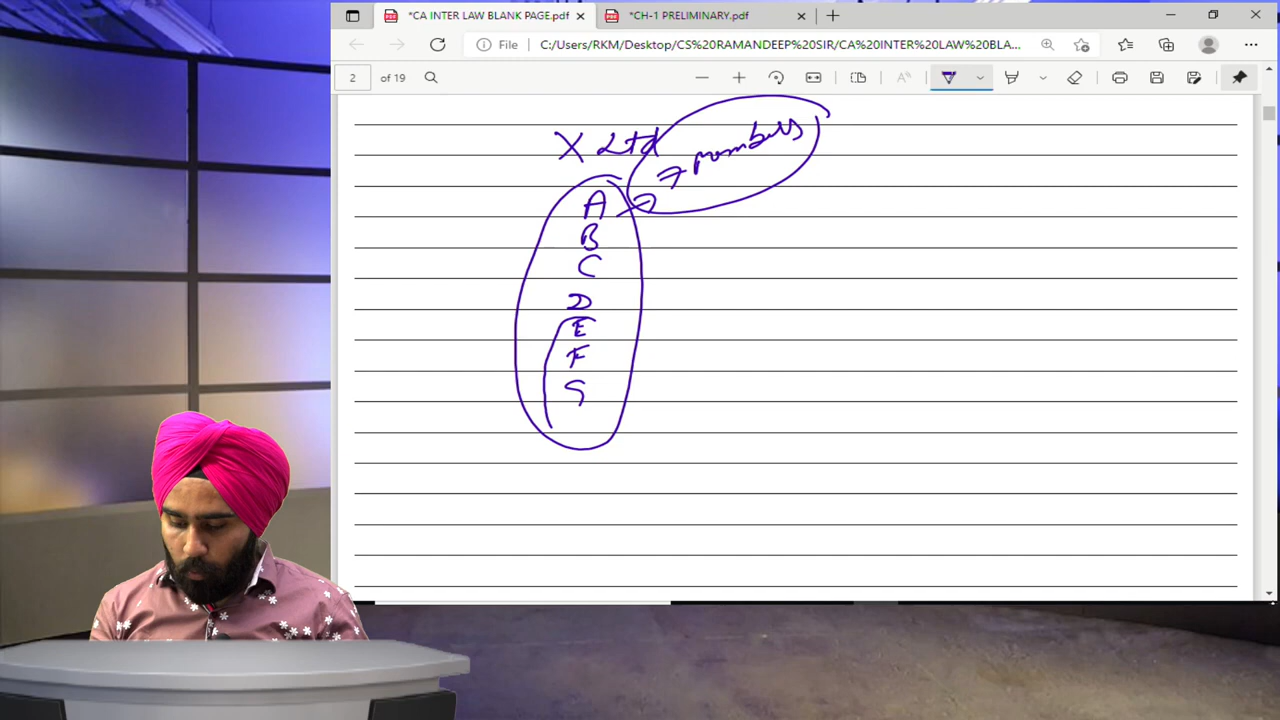 *CA INTER LAW BLANK PAGE.pdf
*CH-1 PRELIMINARY.pdf
File
C:/Users/RKM/Desktop/CS%20RAMANDEEP%20SIR/CA%20INTER%20LAW%20BLA...
2 of 19
X Ltd
7 members
A
B
C
D
E
F
G